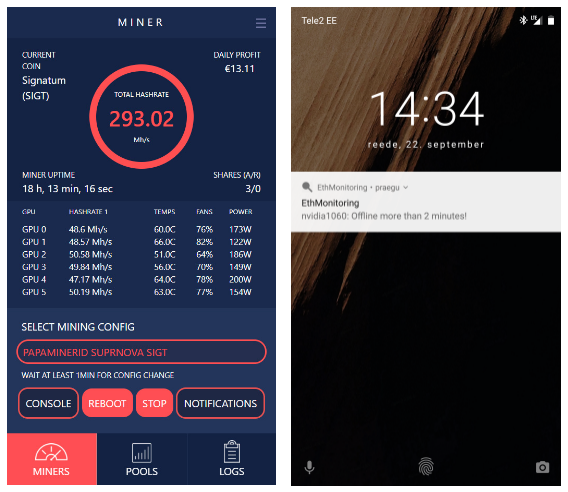 MINER
CURRENT COIN
Signatum (SIGT)
DAILY PROFIT
€13.11
TOTAL HASHRATE
293.02
Mh/s
MINER UPTIME
18 h, 13 min, 16 sec
SHARES (A/R)
3/0
GPU HASHRATE 1 TEMPS FANS POWER
GPU 0 48.6 Mh/s 60.0C 76% 173W
GPU 1 48.57 Mh/s 66.0C 82% 122W
GPU 2 50.58 Mh/s 51.0C 64% 186W
GPU 3 49.84 Mh/s 56.0C 70% 149W
GPU 4 47.17 Mh/s 64.0C 78% 200W
GPU 5 50.19 Mh/s 63.0C 77% 154W
SELECT MINING CONFIG
PAPAMINERID SUPRNOVA SIGT
WAIT AT LEAST 1MIN FOR CONFIG CHANGE
CONSOLE REBOOT STOP NOTIFICATIONS
MINERS POOLS LOGS
Tele2 EE
LTE
14:34
reede, 22. september
EthMonitoring • praegu
EthMonitoring
nvidia1060: Offline more than 2 minutes!